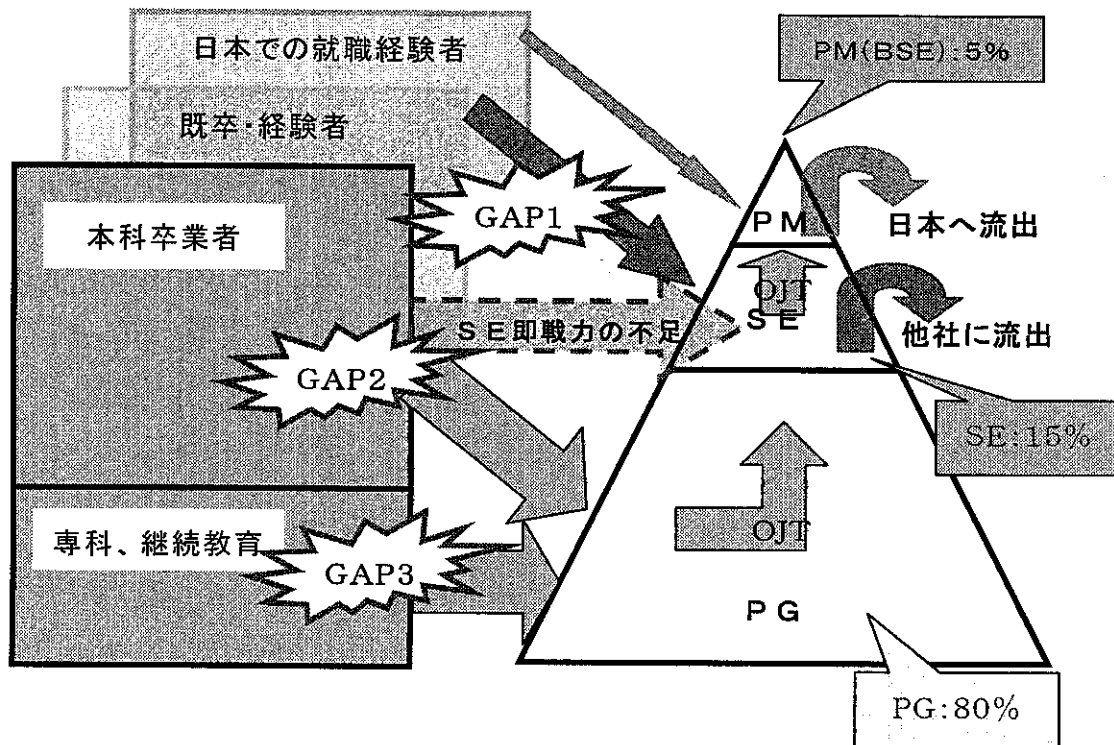 日本での就職経験者
既卒・経験者
本科卒業者
専科、継続教育
GAP1
GAP2
GAP3
SE即戦力の不足
PM(BSE):5%
PM
日本へ流出
OJT
SE
他社に流出
SE:15%
OJT
PG
PG:80%